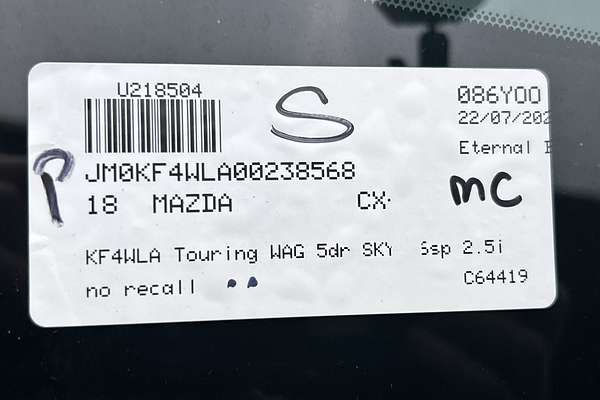 U218504
086YOO
22/07/202
Eternal
JM0KF4WLA00238568
18 MAZDA CX-
KF4WLA Touring WAG 5dr SKY 6sp 2.5i
no recall
C64419
S
P
MC